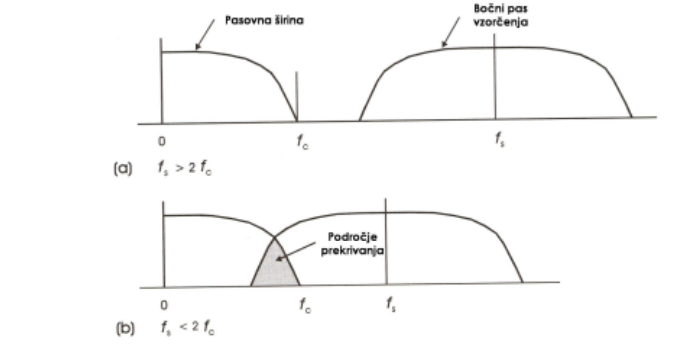 Pasovna širina
Bočni pas
vzorčenja
0 f_c f_s
(a) f_s > 2 f_c
Področje
prekrivanja
0 f_c f_s
(b) f_s < 2 f_c